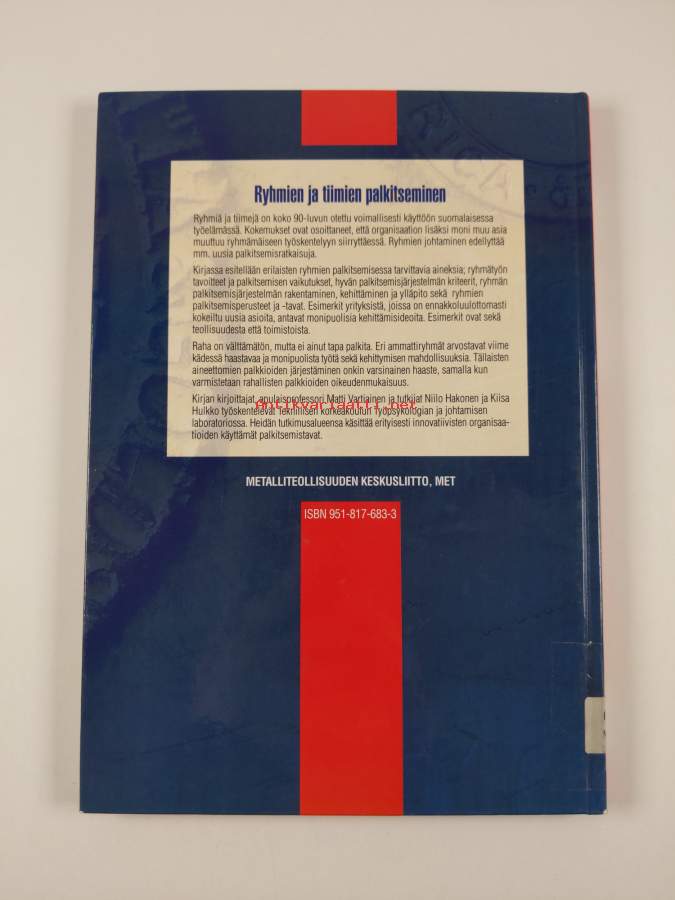 RICA
Ryhmien ja tiimien palkitseminen
Ryhmiä ja tiimejä on koko 90-luvun otettu voimallisesti käyttöön suomalaisessa
työelämässä. Kokemukset ovat osoittaneet, että organisaation lisäksi moni muu asia
muuttuu ryhmämäiseen työskentelyyn siirryttäessä. Ryhmien johtaminen edellyttää
mm. uusia palkitsemisratkaisuja.
Kirjassa esitellään erilaisten ryhmien palkitsemisessa tarvittavia aineksia; ryhmätyön
tavoitteet ja palkitsemisen vaikutukset, hyvän palkitsemisjärjestelmän kriteerit, ryhmän
palkitsemisjärjestelmän rakentaminen, kehittäminen ja ylläpito sekä ryhmien
palkitsemisperusteet ja -tavat. Esimerkit yrityksistä, joissa on ennakkoluulottomasti
kokeiltu uusia asioita, antavat monipuolisia kehittämisideoita. Esimerkit ovat sekä
teollisuudesta että toimistoista.
Raha on välttämätön, mutta ei ainut tapa palkita. Eri ammattiryhmät arvostavat viime
kädessä haastavaa ja monipuolista työtä sekä kehittymisen mahdollisuuksia. Tällaisten
aineettomien palkkioiden järjestäminen onkin varsinainen haaste, samalla kun
varmistetaan rahallisten palkkioiden oikeudenmukaisuus.
Kirjan kirjoittajat, apulaisprofessori Matti Vartiainen ja tutkijat Niilo Hakonen ja Kiisa
antikvariaatti.net
Hulkko työskentelevät Teknillisen korkeakoulun Työpsykologian ja johtamisen
laboratoriossa. Heidän tutkimusalueensa käsittää erityisesti innovatiivisten organisaa-
tioiden käyttämät palkitsemistavat.
METALLITEOLLISUUDEN KESKUSLIITTO, MET
ISBN 951-817-683-3